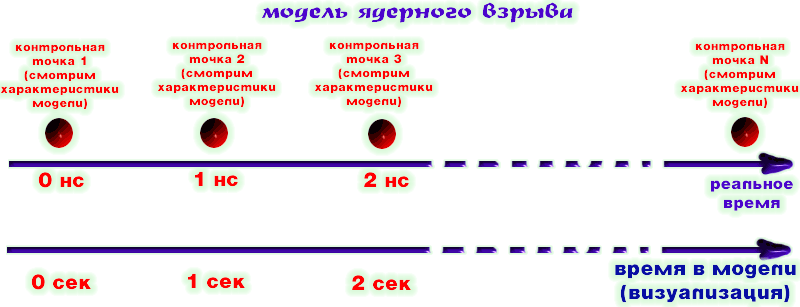 модель ядерного взрыва
контрольная точка 1 (смотрим характеристики модели)
контрольная точка 2 (смотрим характеристики модели)
контрольная точка 3 (смотрим характеристики модели)
контрольная точка N (смотрим характеристики модели)
0 нс
1 нс
2 нс
реальное
время
0 сек
1 сек
2 сек
время в модели
(визуализация)